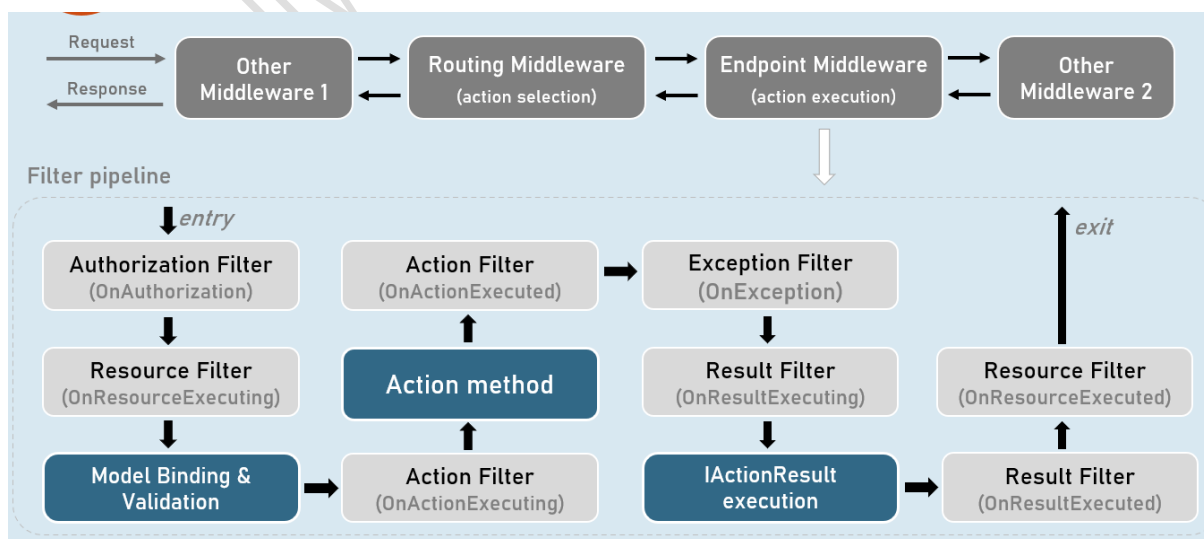 Request
Response
Other
Middleware 1
Routing Middleware
(action selection)
Endpoint Middleware
(action execution)
Other
Middleware 2
Filter pipeline
entry
exit
Authorization Filter
(OnAuthorization)
Action Filter
(OnActionExecuted)
Exception Filter
(OnException)
Resource Filter
(OnResourceExecuting)
Action method
Result Filter
(OnResultExecuting)
Resource Filter
(OnResourceExecuted)
Model Binding &
Validation
Action Filter
(OnActionExecuting)
IActionResult
execution
Result Filter
(OnResultExecuted)